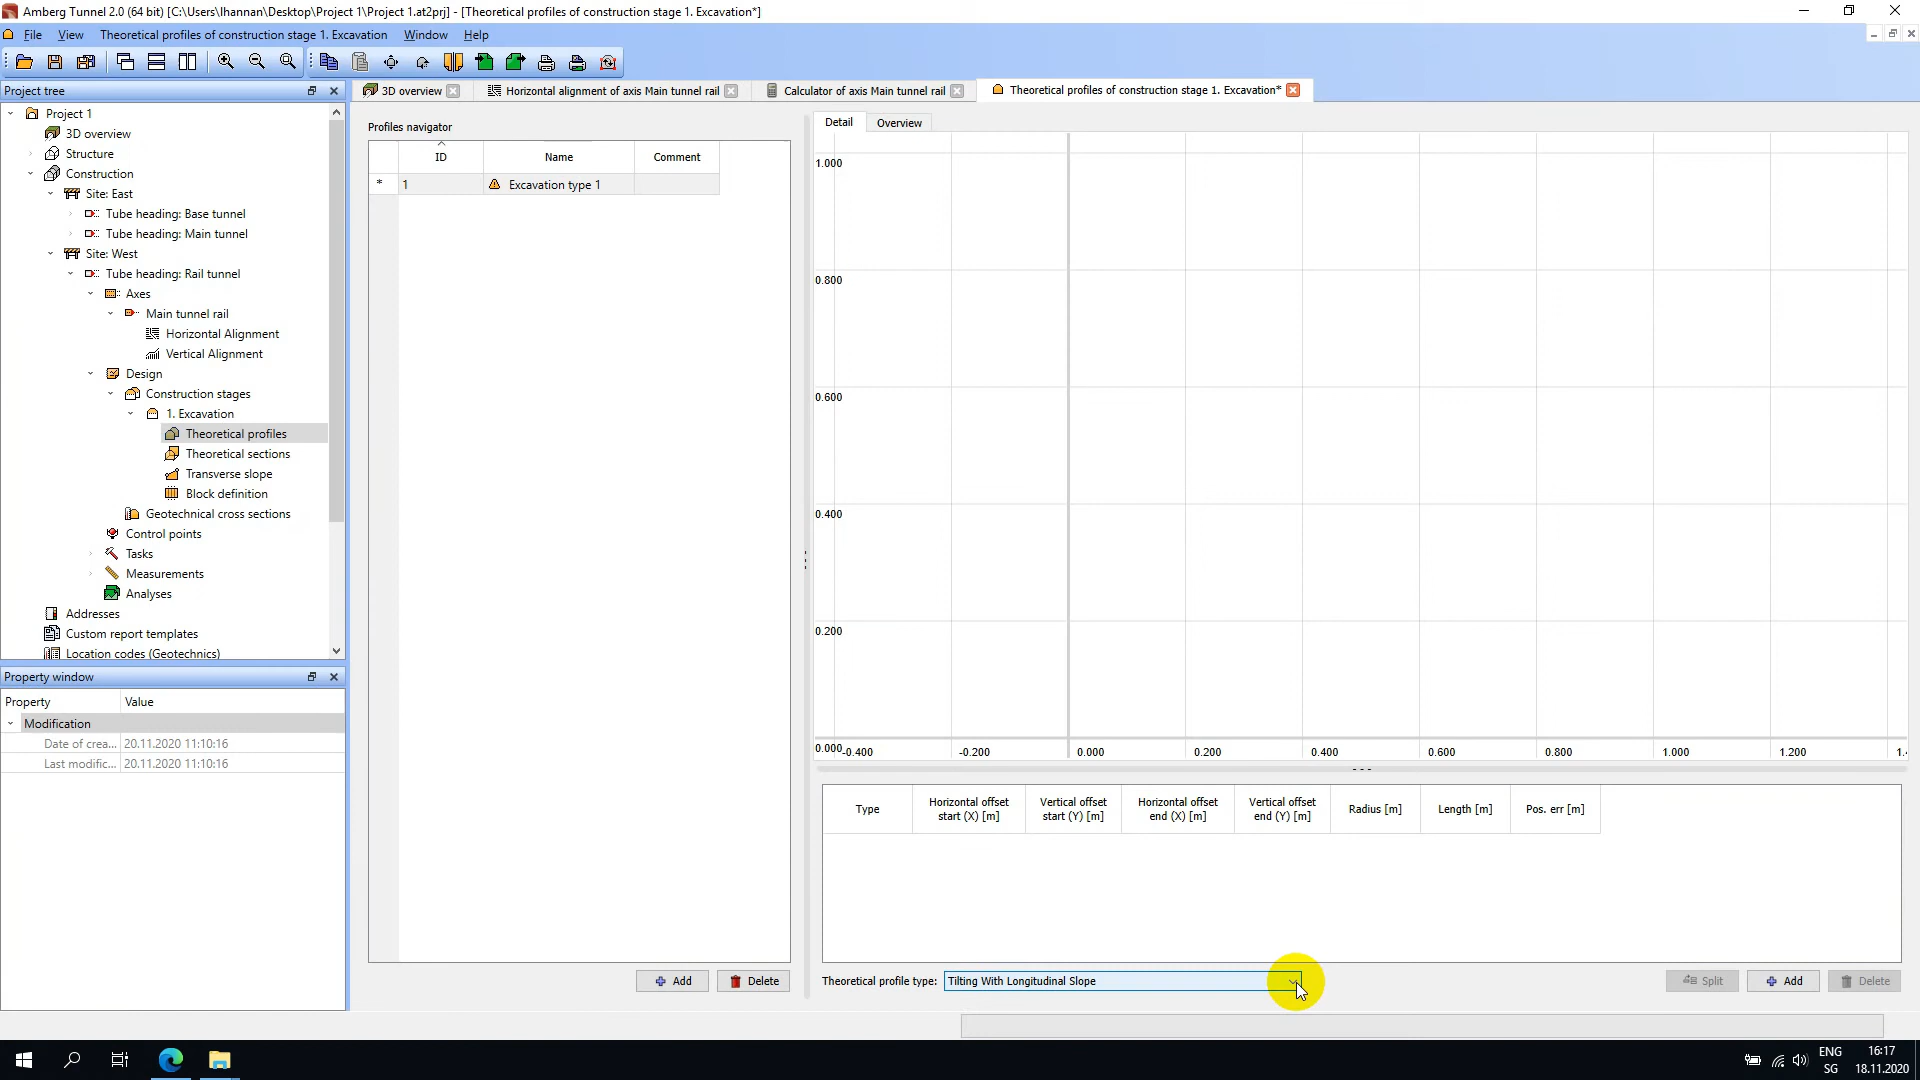 Amberg Tunnel 2.0 (64 bit) [C:\Users\lhannan\Desktop\Project 1\Project 1.at2prj] - [Theoretical profiles of construction stage 1. Excavation*]
File View Theoretical profiles of construction stage 1. Excavation Window Help
Project tree
3D overview
Horizontal alignment of axis Main tunnel rail
Calculator of axis Main tunnel rail
Theoretical profiles of construction stage 1. Excavation*
Project 1
3D overview
Structure
Construction
Site: East
Tube heading: Base tunnel
Tube heading: Main tunnel
Site: West
Tube heading: Rail tunnel
Axes
Main tunnel rail
Horizontal Alignment
Vertical Alignment
Design
Construction stages
1. Excavation
Theoretical profiles
Theoretical sections
Transverse slope
Block definition
Geotechnical cross sections
Control points
Tasks
Measurements
Analyses
Addresses
Custom report templates
Location codes (Geotechnics)
Property window
Property Value
Modification
Date of crea... 20.11.2020 11:10:16
Last modific... 20.11.2020 11:10:16
Profiles navigator
ID Name Comment
* 1 Excavation type 1
Add Delete
Detail Overview
1.000
0.800
0.600
0.400
0.200
0.000
-0.400 -0.200 0.000 0.200 0.400 0.600 0.800 1.000 1.200 1.
Type
Horizontal offset start (X) [m]
Vertical offset start (Y) [m]
Horizontal offset end (X) [m]
Vertical offset end (Y) [m]
Radius [m]
Length [m]
Pos. err [m]
Theoretical profile type: Tilting With Longitudinal Slope
Split Add Delete
ENG
SG
16:17
18.11.2020